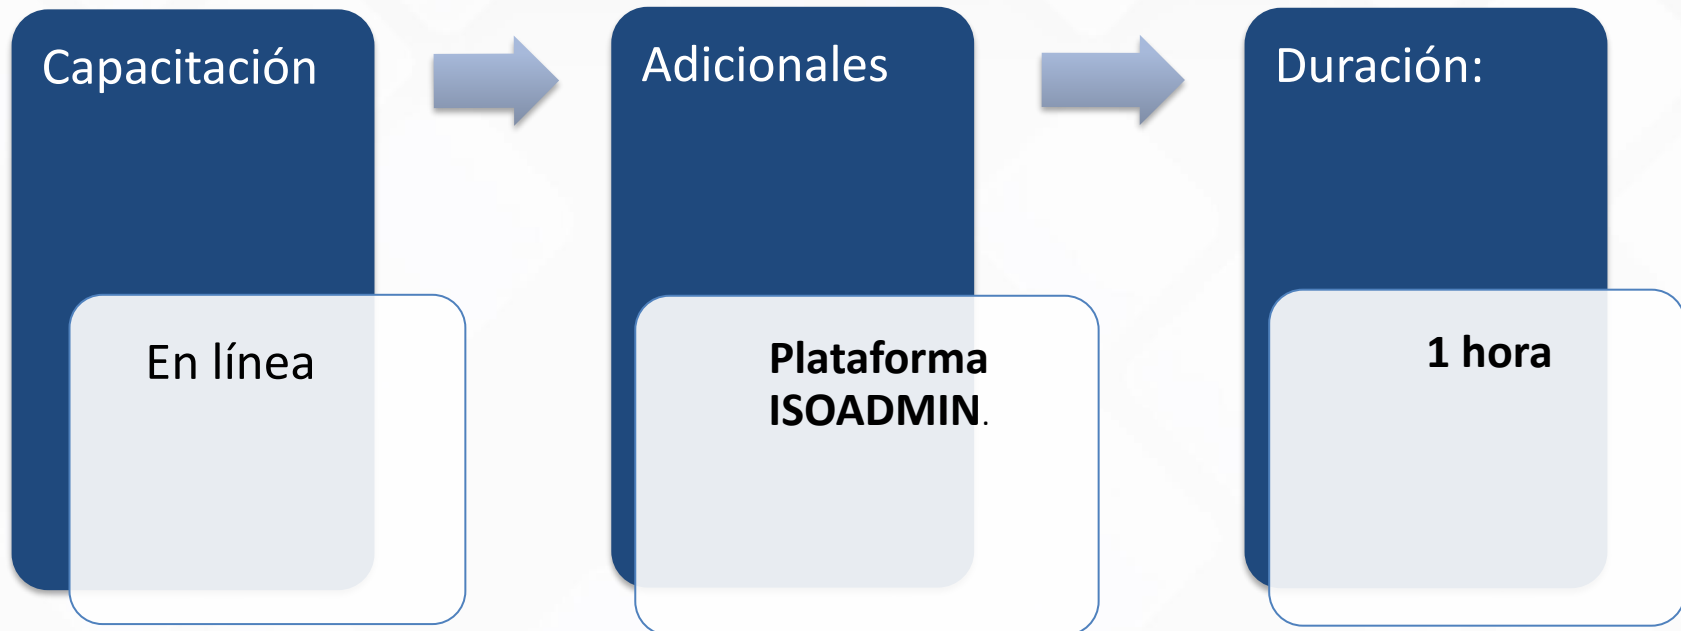 Capacitación
En línea
Adicionales
Plataforma
ISOADMIN.
Duración:
1 hora